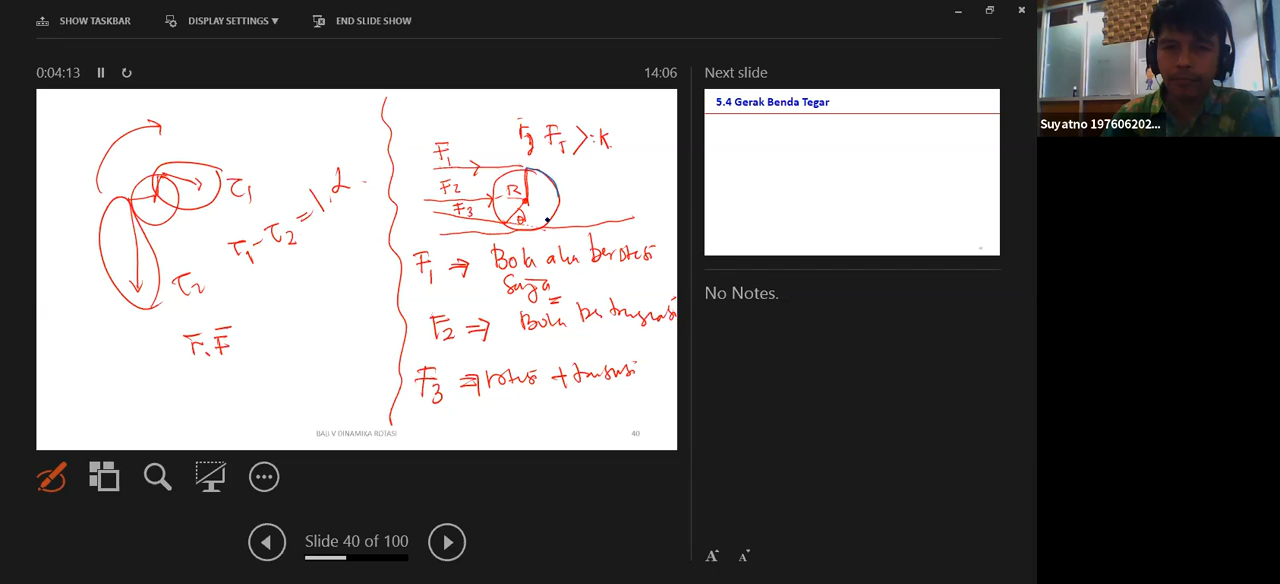 SHOW TASKBAR
DISPLAY SETTINGS ▼
END SLIDE SHOW
0:04:13
14:06
Next slide
5.4 Gerak Benda Tegar
Suyatno 197606202...
τ1
τ1 - τ2 = 1,2
τ2
r . F
F1
F2
F3
R
θ
F1 ⇒ Bola akan berotasi
saja
F2 ⇒ Bola bertranslasi
F3 ⇒ rotasi + translasi
BAB V DINAMIKA ROTASI
40
No Notes.
Slide 40 of 100
A A